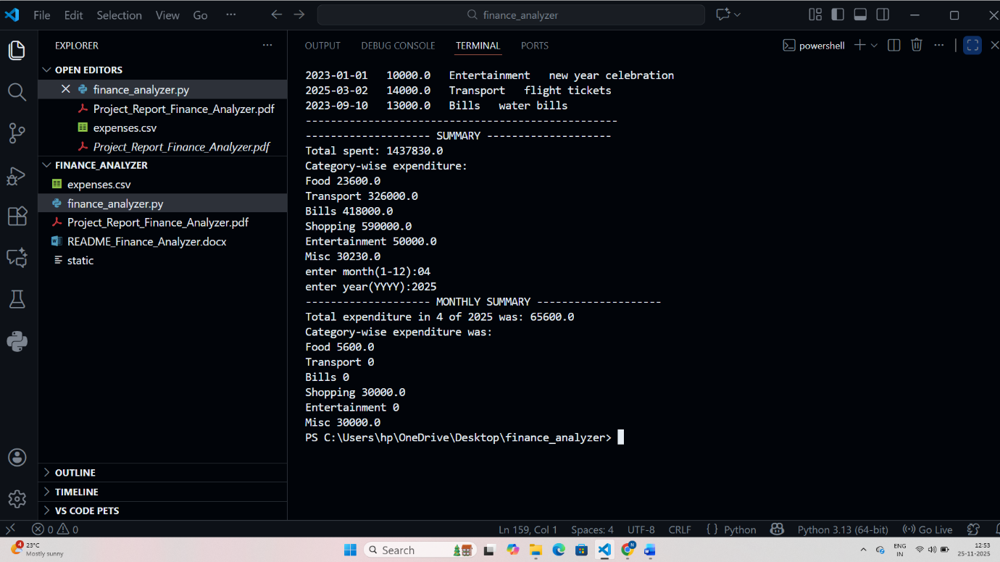 File Edit Selection View Go ··· finance_analyzer
EXPLORER ···
OPEN EDITORS
finance_analyzer.py
Project_Report_Finance_Analyzer.pdf
expenses.csv
Project_Report_Finance_Analyzer.pdf
FINANCE_ANALYZER
expenses.csv
finance_analyzer.py
Project_Report_Finance_Analyzer.pdf
README_Finance_Analyzer.docx
static
OUTLINE
TIMELINE
VS CODE PETS
OUTPUT DEBUG CONSOLE TERMINAL PORTS powershell
2023-01-01 10000.0 Entertainment new year celebration
2025-03-02 14000.0 Transport flight tickets
2023-09-10 13000.0 Bills water bills
--------------------------------------------------
-------------------- SUMMARY --------------------
Total spent: 1437830.0
Category-wise expenditure:
Food 23600.0
Transport 326000.0
Bills 418000.0
Shopping 590000.0
Entertainment 50000.0
Misc 30230.0
enter month(1-12):04
enter year(YYYY):2025
-------------------- MONTHLY SUMMARY --------------------
Total expenditure in 4 of 2025 was: 65600.0
Category-wise expenditure was:
Food 5600.0
Transport 0
Bills 0
Shopping 30000.0
Entertainment 0
Misc 30000.0
PS C:\Users\hp\OneDrive\Desktop\finance_analyzer>
0 0 Ln 159, Col 1 Spaces: 4 UTF-8 CRLF { } Python Python 3.13 (64-bit) Go Live
4 23°C
Mostly sunny
Search
ENG
IN
12:53
25-11-2025